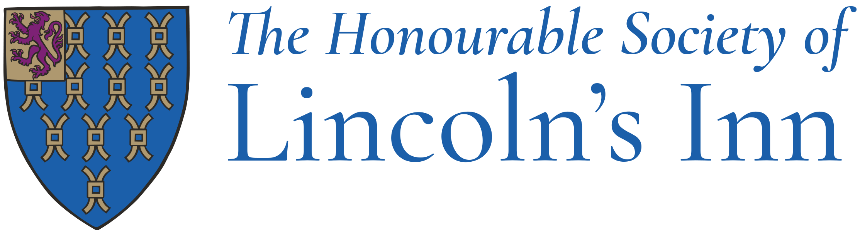 The Honourable Society of
Lincoln’s Inn